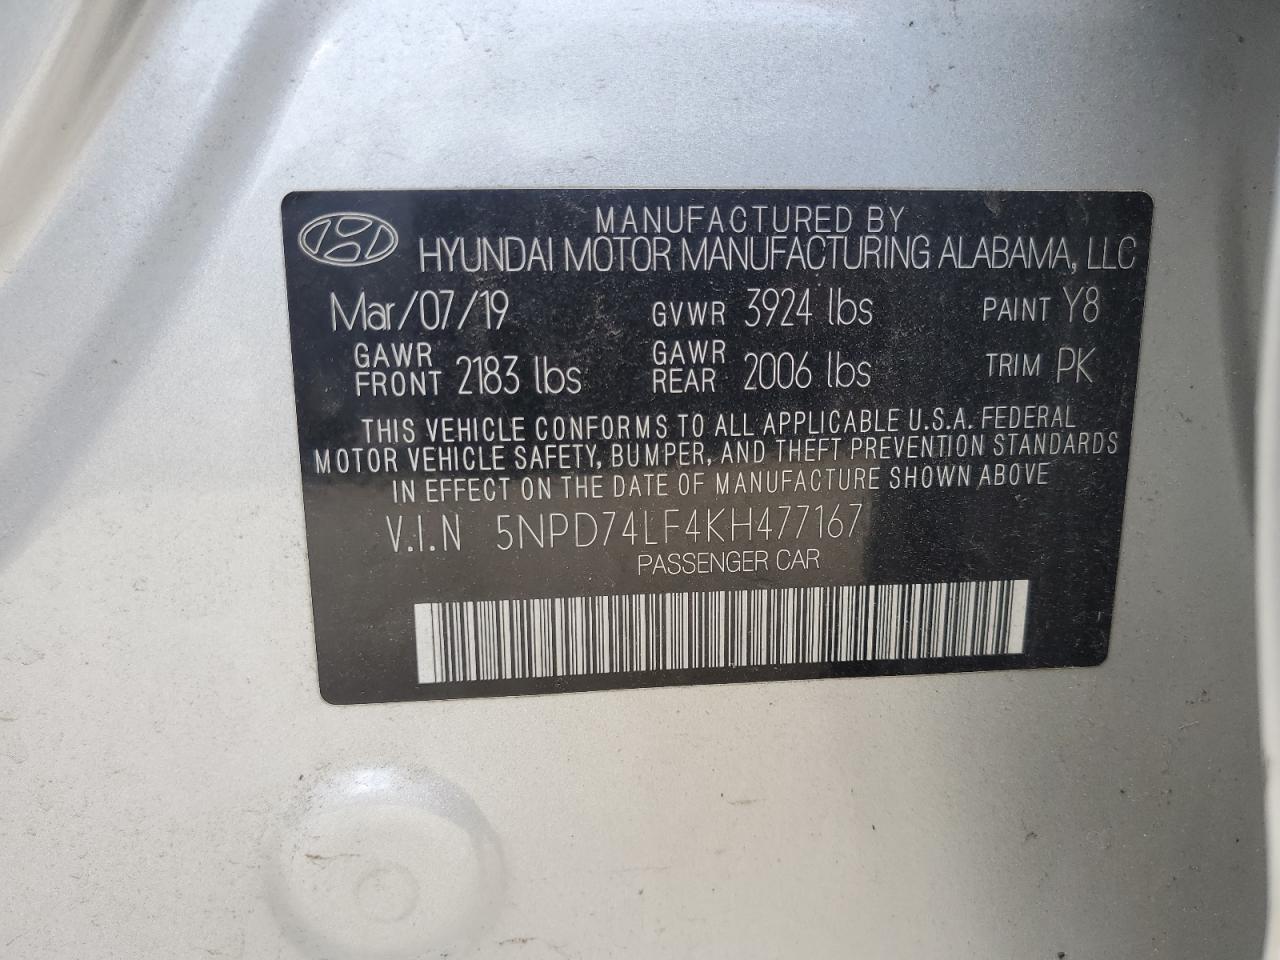 MANUFACTURED BY
HYUNDAI MOTOR MANUFACTURING ALABAMA, LLC
Mar/07/19 GVWR 3924 lbs PAINT Y8
GAWR FRONT 2183 lbs GAWR REAR 2006 lbs TRIM PK
THIS VEHICLE CONFORMS TO ALL APPLICABLE U.S.A. FEDERAL
MOTOR VEHICLE SAFETY, BUMPER, AND THEFT PREVENTION STANDARDS
IN EFFECT ON THE DATE OF MANUFACTURE SHOWN ABOVE
V.I.N 5NPD74LF4KH477167
PASSENGER CAR